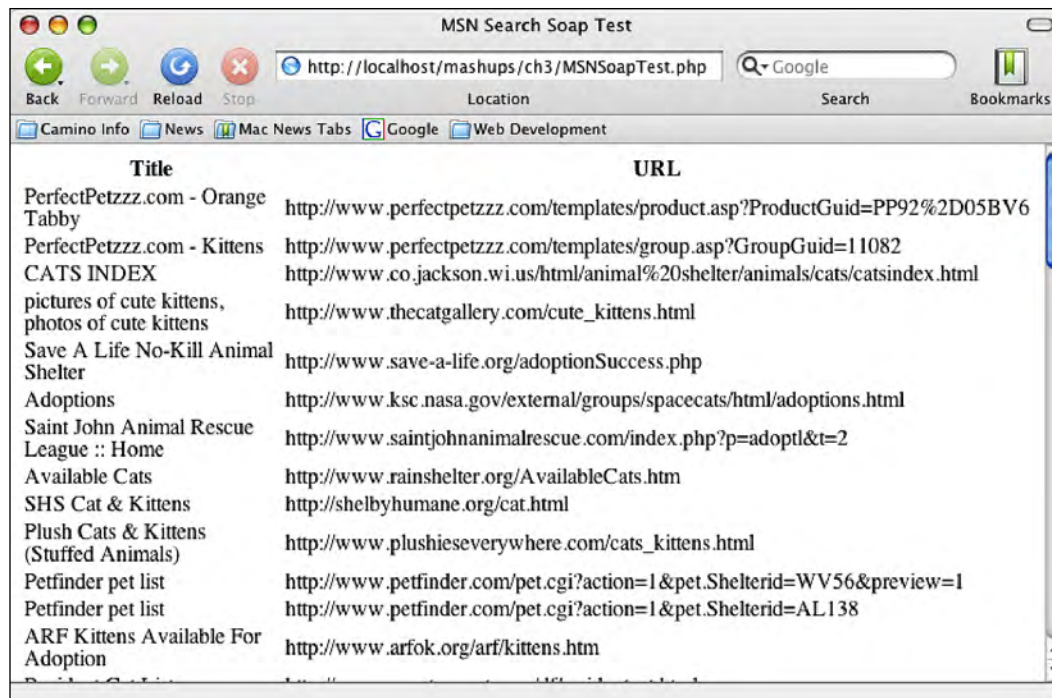 MSN Search Soap Test
http://localhost/mashups/ch3/MSNSoapTest.php
Google
Back Forward Reload Stop Location Search Bookmarks
Camino Info News Mac News Tabs Google Web Development
Title URL
PerfectPetzzz.com - Orange
Tabby
http://www.perfectpetzzz.com/templates/product.asp?ProductGuid=PP92%2D05BV6
PerfectPetzzz.com - Kittens http://www.perfectpetzzz.com/templates/group.asp?GroupGuid=11082
CATS INDEX http://www.co.jackson.wi.us/html/animal%20shelter/animals/cats/catsindex.html
pictures of cute kittens,
photos of cute kittens
http://www.thecatgallery.com/cute_kittens.html
Save A Life No-Kill Animal
Shelter
http://www.save-a-life.org/adoptionSuccess.php
Adoptions http://www.ksc.nasa.gov/external/groups/spacecats/html/adoptions.html
Saint John Animal Rescue
League :: Home
http://www.saintjohnanimalrescue.com/index.php?p=adoptl&t=2
Available Cats http://www.rainshelter.org/AvailableCats.htm
SHS Cat & Kittens http://shelbyhumane.org/cat.html
Plush Cats & Kittens
(Stuffed Animals)
http://www.plushieseverywhere.com/cats_kittens.html
Petfinder pet list http://www.petfinder.com/pet.cgi?action=1&pet.Shelterid=WV56&preview=1
Petfinder pet list http://www.petfinder.com/pet.cgi?action=1&pet.Shelterid=AL138
ARF Kittens Available For
Adoption
http://www.arfok.org/arf/kittens.htm